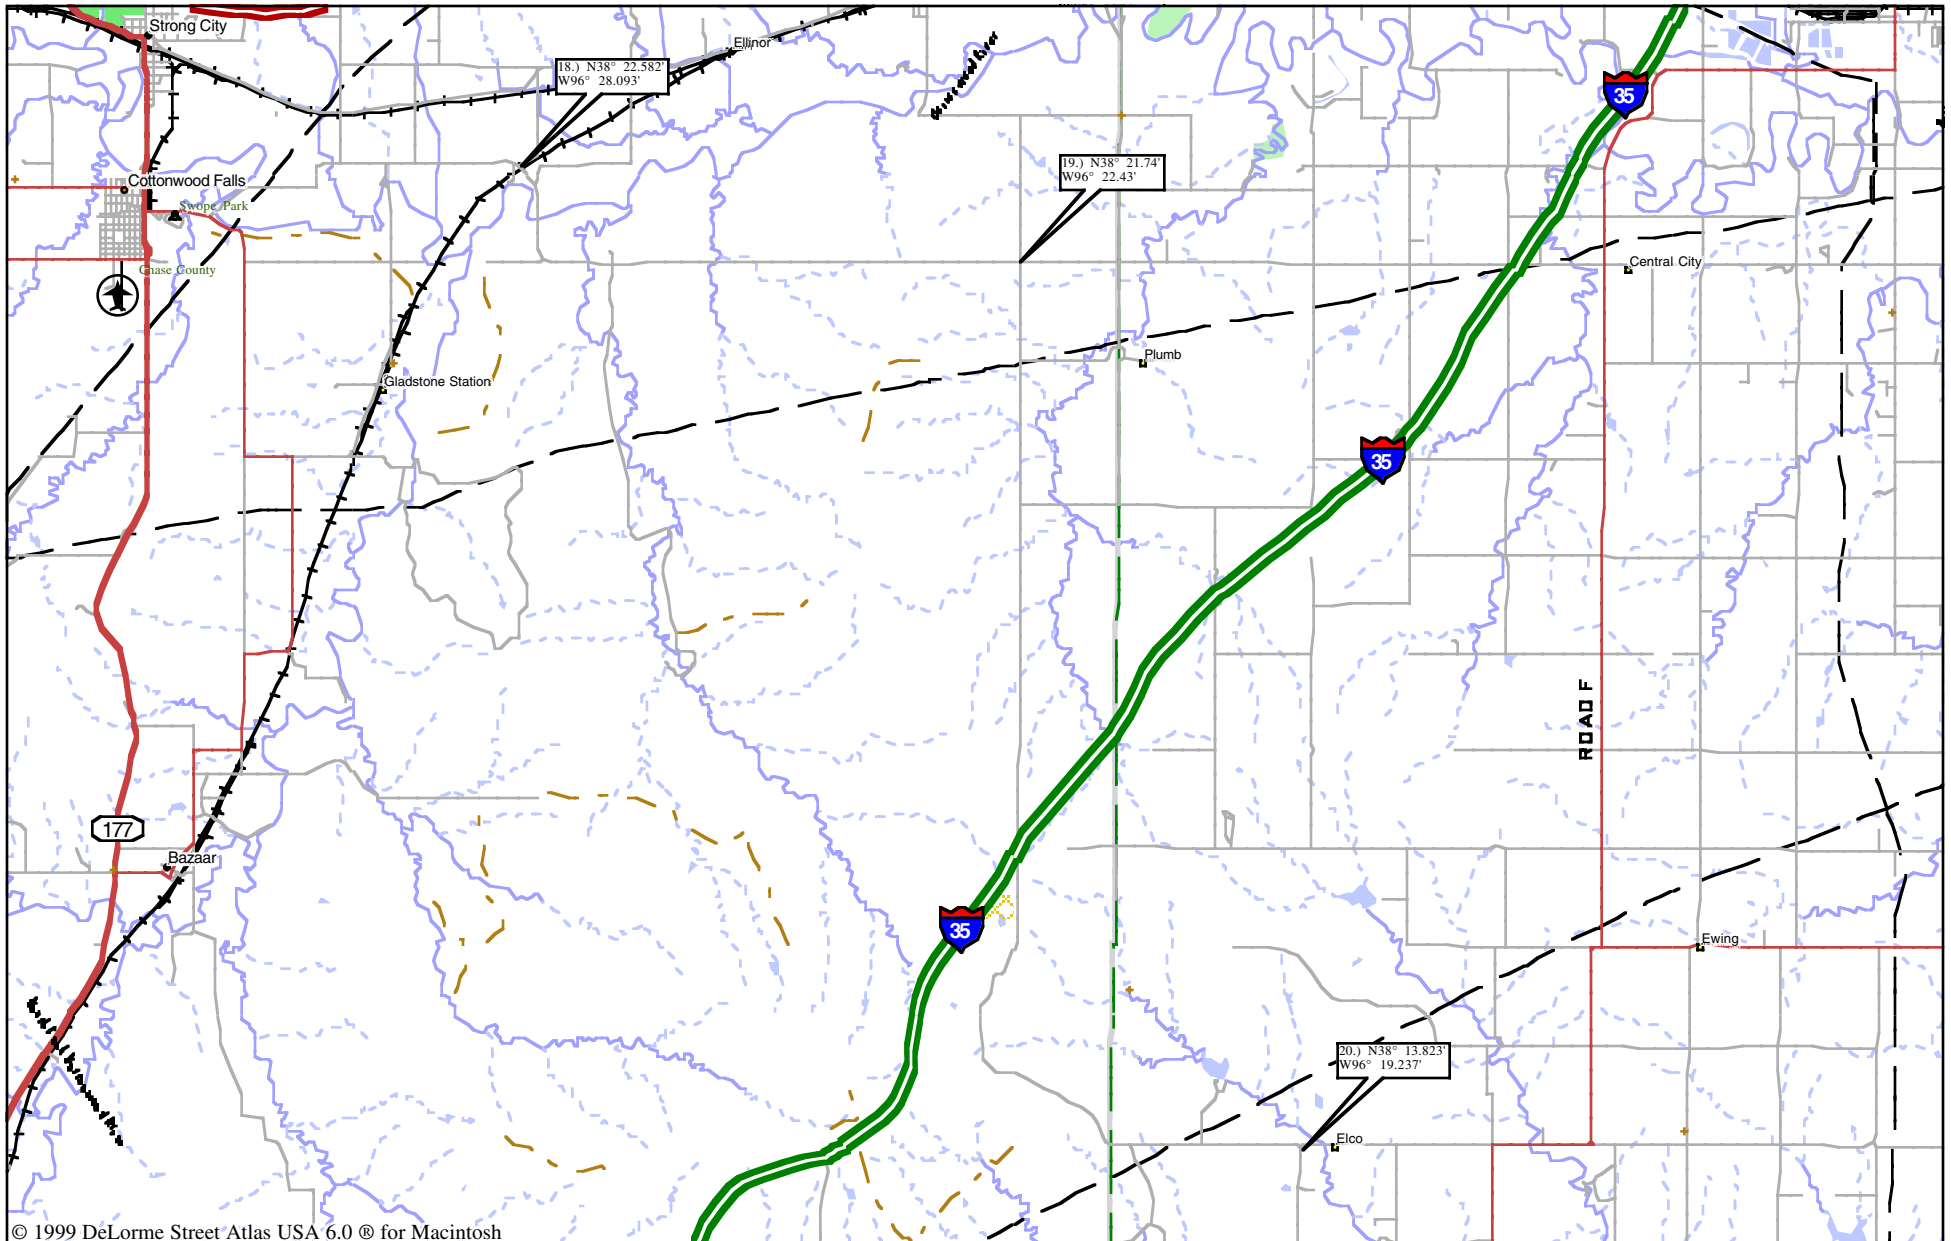 Strong City
Ellinor
18.) N38° 22.582'
W96° 28.093'
35
19.) N38° 21.74'
W96° 22.43'
Cottonwood Falls
Swope Park
Chase County
Central City
Plumb
Gladstone Station
35
ROAD F
177
Bazaar
35
Ewing
20.) N38° 13.823'
W96° 19.237'
Elco
© 1999 DeLorme Street Atlas USA 6.0 ® for Macintosh